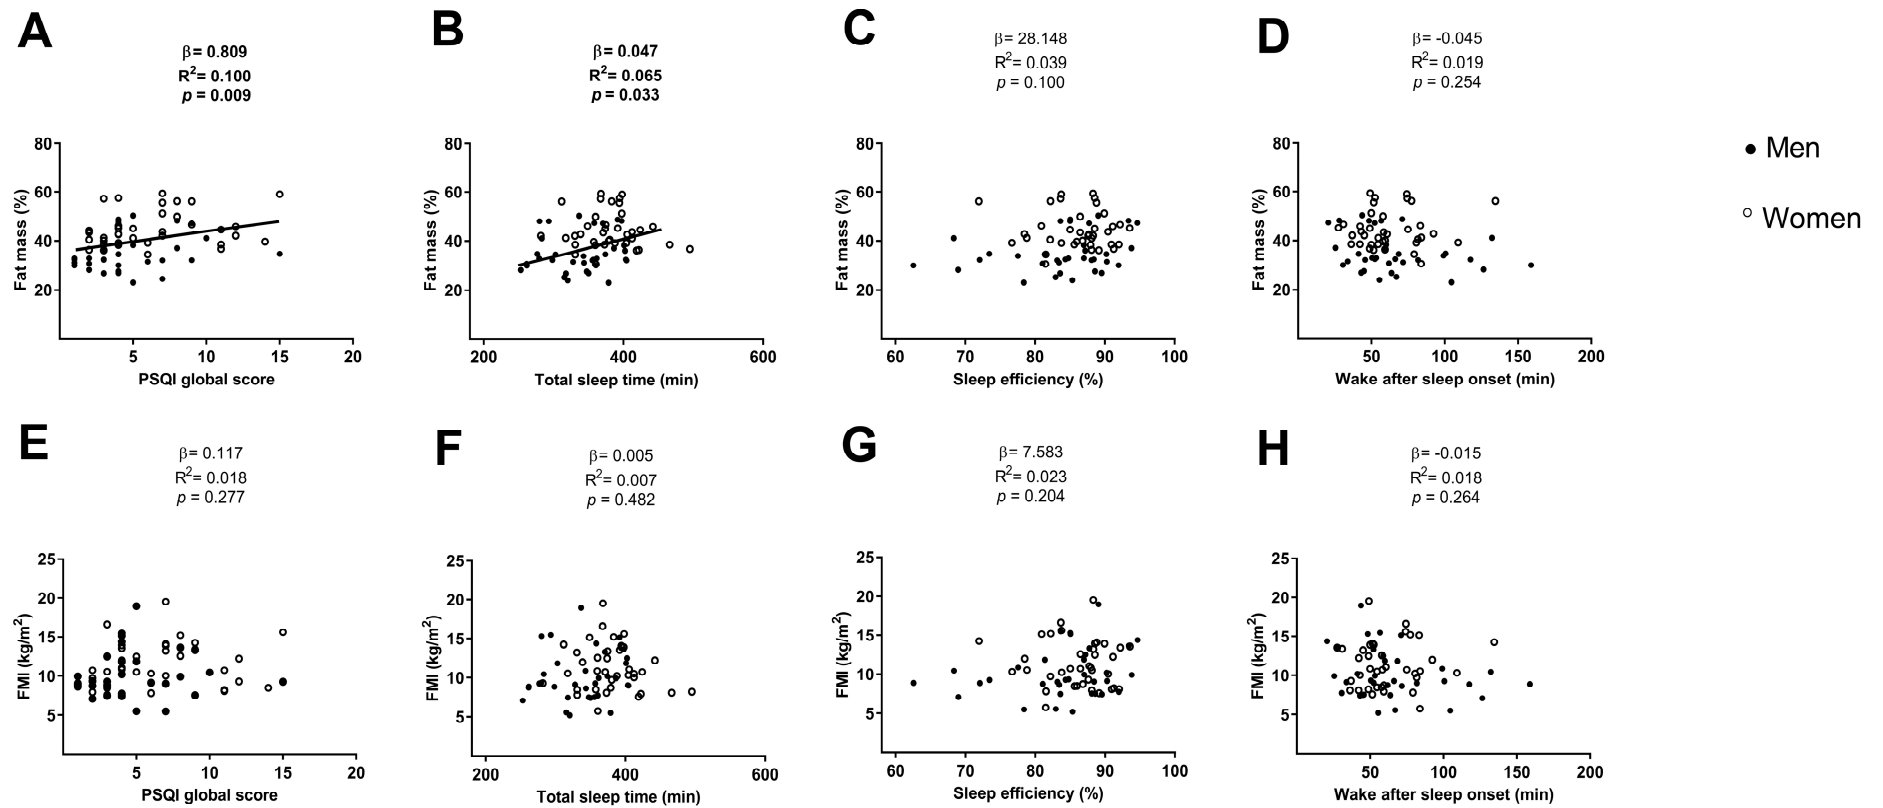 A
β= 0.809
R²= 0.100
p = 0.009
Fat mass (%)
80
60
40
20
5
10
15
20
PSQI global score
B
β= 0.047
R²= 0.065
p = 0.033
Fat mass (%)
80
60
40
20
200
400
600
Total sleep time (min)
C
β= 28.148
R²= 0.039
p = 0.100
Fat mass (%)
80
60
40
20
60
70
80
90
100
Sleep efficiency (%)
D
β= -0.045
R²= 0.019
p = 0.254
Fat mass (%)
80
60
40
20
50
100
150
200
Wake after sleep onset (min)
Men
Women
E
β= 0.117
R²= 0.018
p = 0.277
FMI (kg/m²)
25
20
15
10
5
5
10
15
20
PSQI global score
F
β= 0.005
R²= 0.007
p = 0.482
FMI (kg/m²)
25
20
15
10
5
200
400
600
Total sleep time (min)
G
β= 7.583
R²= 0.023
p = 0.204
FMI (kg/m²)
25
20
15
10
5
60
70
80
90
100
Sleep efficiency (%)
H
β= -0.015
R²= 0.018
p = 0.264
FMI (kg/m²)
25
20
15
10
5
50
100
150
200
Wake after sleep onset (min)